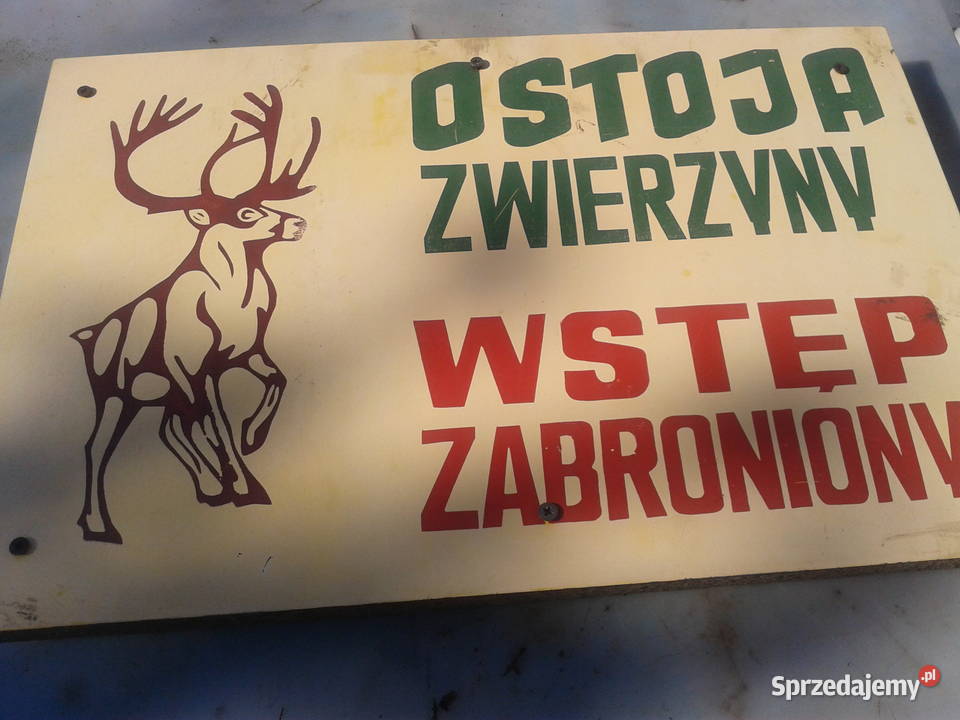 OSTOJA
ZWIERZYNY
WSTĘP
ZABRONIONY
Sprzedajemy.pl